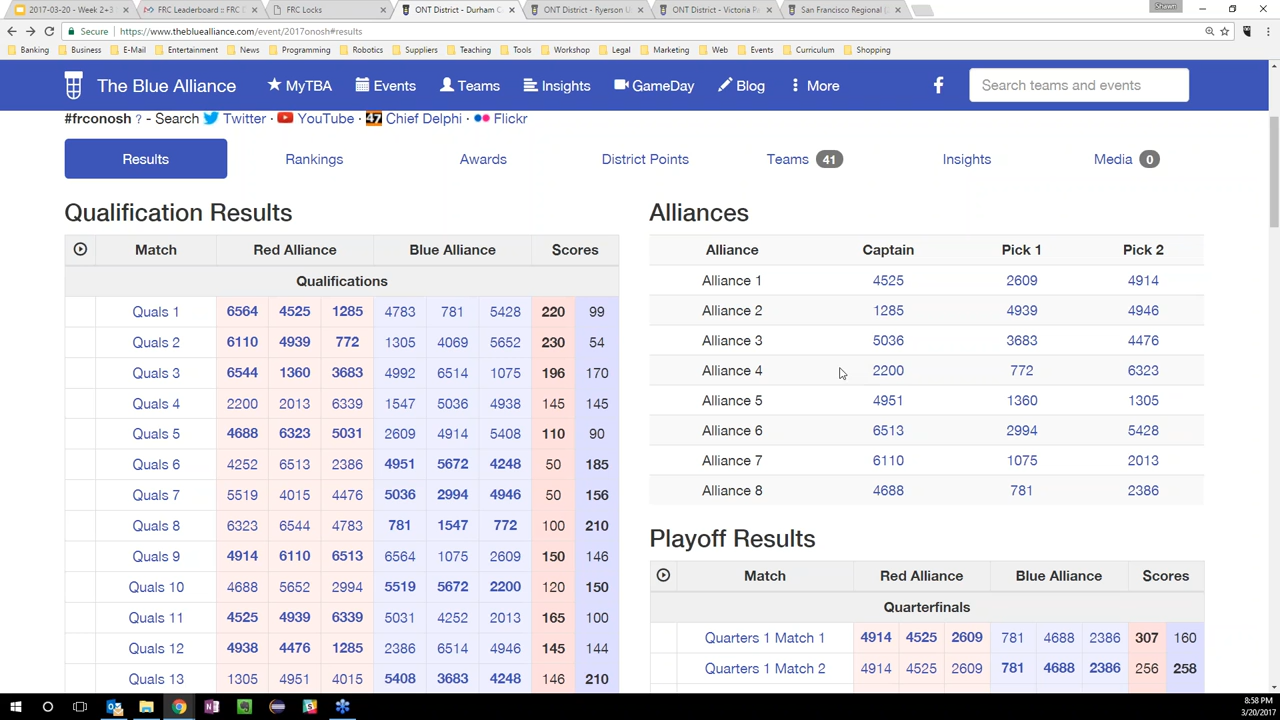 2017-03-20 - Week 2+3
FRC Leaderboard :: FRC
FRC Locks
ONT District - Durham C
ONT District - Ryerson U
ONT District - Victoria P
San Francisco Regional (
Shawn
Secure https://www.thebluealliance.com/event/2017onosh#results
Banking Business E-Mail Entertainment News Programming Robotics Suppliers Teaching Tools Workshop Legal Marketing Web Events Curriculum Shopping
The Blue Alliance MyTBA Events Teams Insights GameDay Blog More Search teams and events
#frconosh ? - Search Twitter · YouTube · 47 Chief Delphi · Flickr
Results Rankings Awards District Points Teams 41 Insights Media 0
Qualification Results
Match Red Alliance Blue Alliance Scores
Qualifications
Quals 1 6564 4525 1285 4783 781 5428 220 99
Quals 2 6110 4939 772 1305 4069 5652 230 54
Quals 3 6544 1360 3683 4992 6514 1075 196 170
Quals 4 2200 2013 6339 1547 5036 4938 145 145
Quals 5 4688 6323 5031 2609 4914 5408 110 90
Quals 6 4252 6513 2386 4951 5672 4248 50 185
Quals 7 5519 4015 4476 5036 2994 4946 50 156
Quals 8 6323 6544 4783 781 1547 772 100 210
Quals 9 4914 6110 6513 6564 1075 2609 150 146
Quals 10 4688 5652 2994 5519 5672 2200 120 150
Quals 11 4525 4939 6339 5031 4252 2013 165 100
Quals 12 4938 4476 1285 2386 6514 4946 145 144
Quals 13 1305 4951 4015 5408 3683 4248 146 210
Alliances
Alliance Captain Pick 1 Pick 2
Alliance 1 4525 2609 4914
Alliance 2 1285 4939 4946
Alliance 3 5036 3683 4476
Alliance 4 2200 772 6323
Alliance 5 4951 1360 1305
Alliance 6 6513 2994 5428
Alliance 7 6110 1075 2013
Alliance 8 4688 781 2386
Playoff Results
Match Red Alliance Blue Alliance Scores
Quarterfinals
Quarters 1 Match 1 4914 4525 2609 781 4688 2386 307 160
Quarters 1 Match 2 4914 4525 2609 781 4688 2386 256 258
8:58 PM
3/20/2017